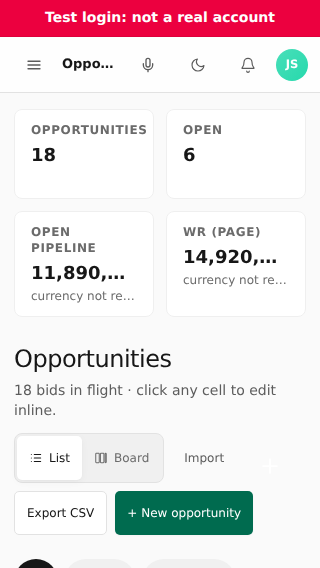 Test login: not a real account
Oppo...
JS
OPPORTUNITIES
18
OPEN
6
OPEN
PIPELINE
11,890,...
currency not re...
WR (PAGE)
14,920,...
currency not re...
Opportunities
18 bids in flight · click any cell to edit
inline.
List
Board
Import
+
Export CSV
+ New opportunity